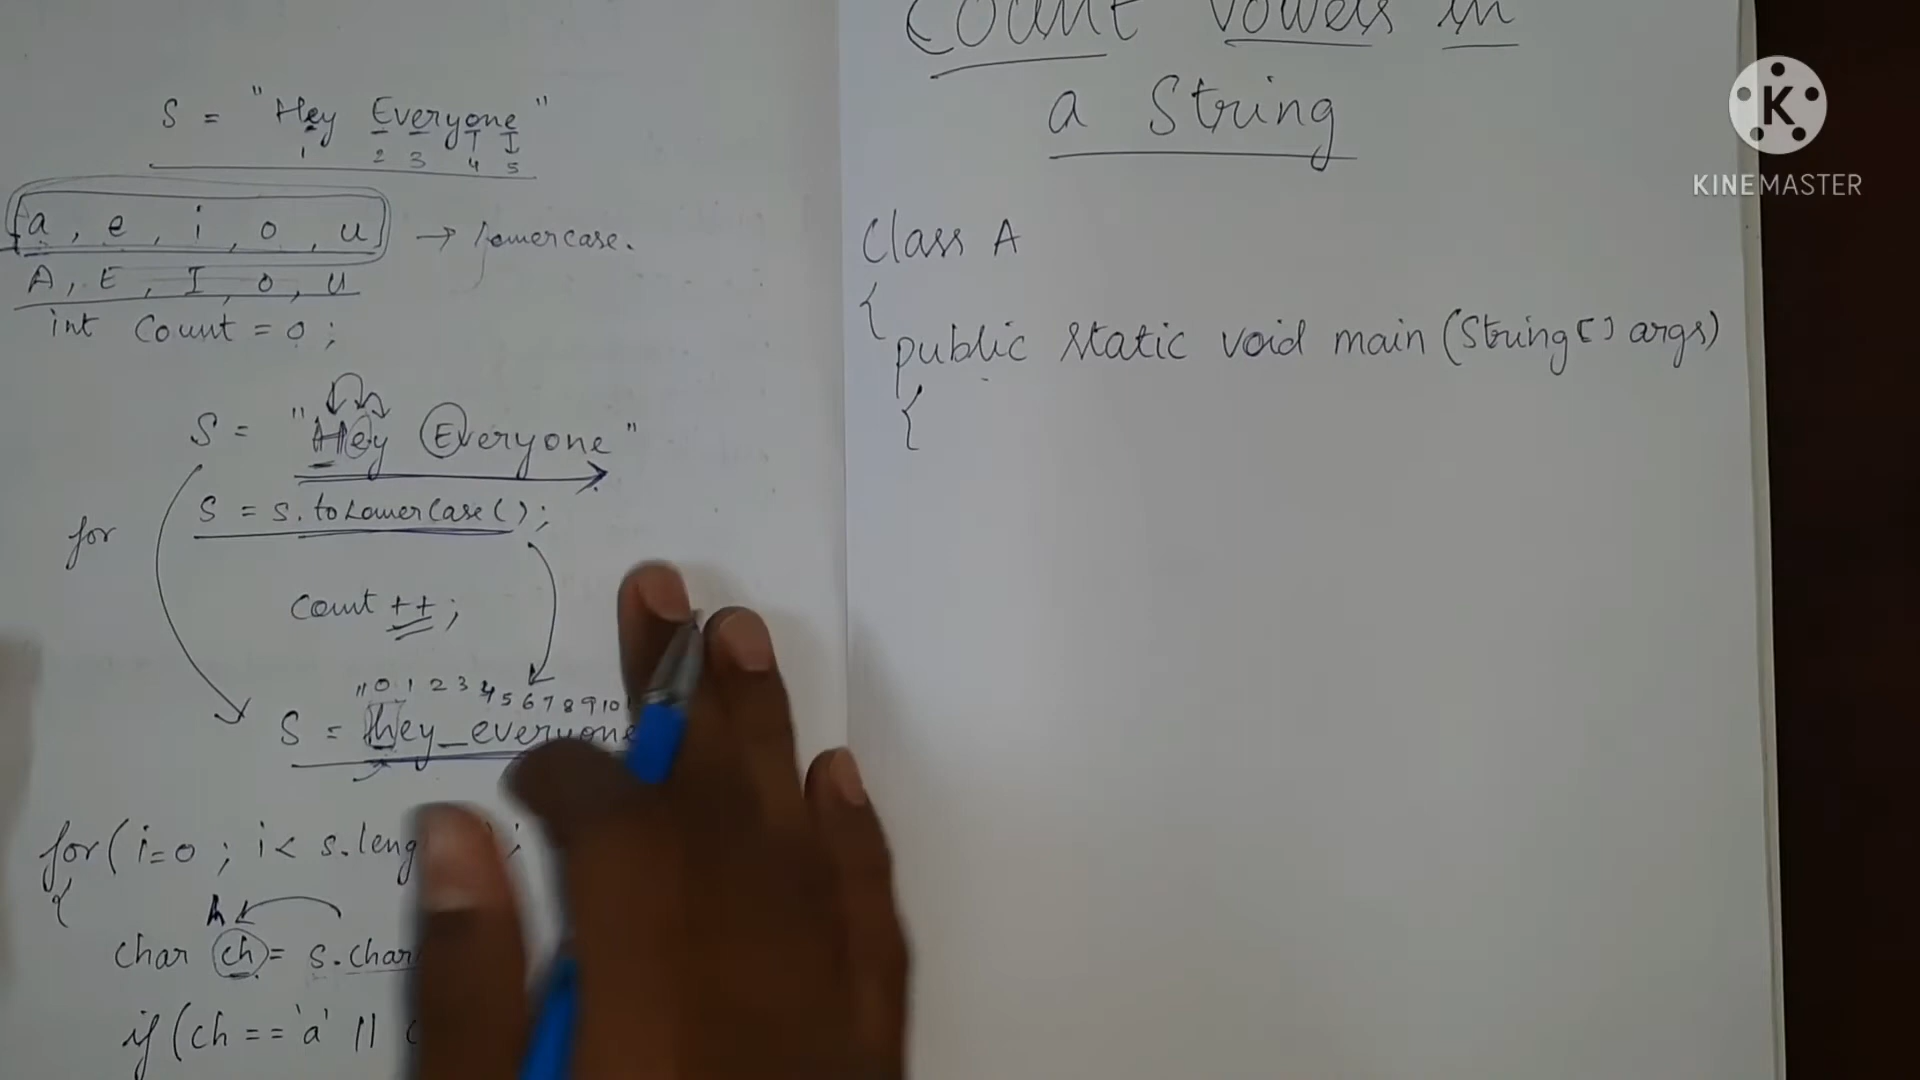 S = "Hey Everyone"
1 2 3 4 5
a, e, i, o, u → lowercase.
A, E, I, o, u
int Count = 0 ;
S = "Hey Everyone"
S = s.toLowerCase();
for
Count ++ ;
0 1 2 3 4 5 6 7 8 9 10
S = "hey_everyone
for( i=0 ; i< s.leng ;
{
h
char ch = s.char
if (ch == 'a' ||
Count Vowels in
a String
Class A
{
public static void main (String[] args)
{
K
KINEMASTER